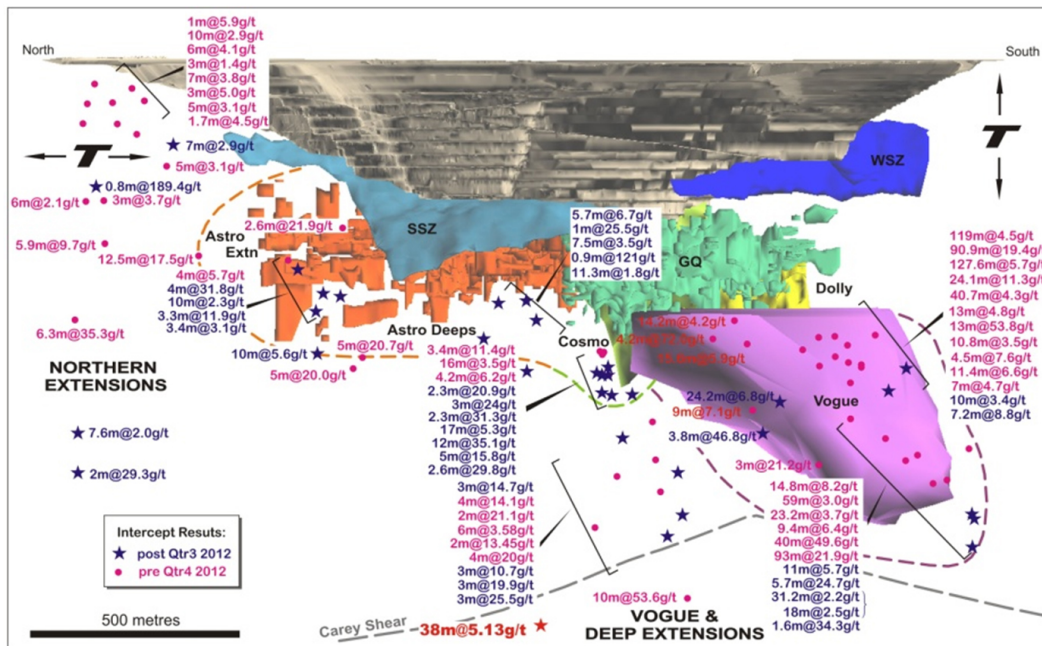 North
South
1m@5.9g/t
10m@2.9g/t
6m@4.1g/t
3m@1.4g/t
7m@3.8g/t
3m@5.0g/t
5m@3.1g/t
1.7m@4.5g/t
T
T
7m@2.9g/t
5m@3.1g/t
0.8m@189.4g/t
6m@2.1g/t
3m@3.7g/t
5.9m@9.7g/t
12.5m@17.5g/t
6.3m@35.3g/t
NORTHERN
EXTENSIONS
7.6m@2.0g/t
2m@29.3g/t
Astro
Extn
2.6m@21.9g/t
4m@5.7g/t
4m@31.8g/t
10m@2.3g/t
3.3m@11.9g/t
3.4m@3.1g/t
10m@5.6g/t
5m@20.7g/t
5m@20.0g/t
SSZ
WSZ
GQ
Dolly
5.7m@6.7g/t
1m@25.5g/t
7.5m@3.5g/t
0.9m@121g/t
11.3m@1.8g/t
Astro Deeps
Cosmo
3.4m@11.4g/t
16m@3.5g/t
4.2m@6.2g/t
2.3m@20.9g/t
3m@24g/t
2.3m@31.3g/t
17m@5.3g/t
12m@35.1g/t
5m@15.8g/t
2.6m@29.8g/t
3m@14.7g/t
4m@14.1g/t
2m@21.1g/t
6m@3.58g/t
2m@13.45g/t
4m@20g/t
3m@10.7g/t
3m@19.9g/t
3m@25.5g/t
24.2m@6.8g/t
9m@7.1g/t
3.8m@46.8g/t
3m@21.2g/t
Vogue
119m@4.5g/t
90.9m@19.4g/t
127.6m@5.7g/t
24.1m@11.3g/t
40.7m@4.3g/t
13m@4.8g/t
13m@53.8g/t
10.8m@3.5g/t
4.5m@7.6g/t
11.4m@6.6g/t
7m@4.7g/t
10m@3.4g/t
7.2m@8.8g/t
14.8m@8.2g/t
59m@3.0g/t
23.2m@3.7g/t
9.4m@6.4g/t
40m@49.6g/t
93m@21.9g/t
11m@5.7g/t
5.7m@24.7g/t
31.2m@2.2g/t
18m@2.5g/t
1.6m@34.3g/t
10m@53.6g/t
VOGUE &
DEEP EXTENSIONS
Carey Shear
38m@5.13g/t
Intercept Resuts:
post Qtr3 2012
pre Qtr4 2012
500 metres